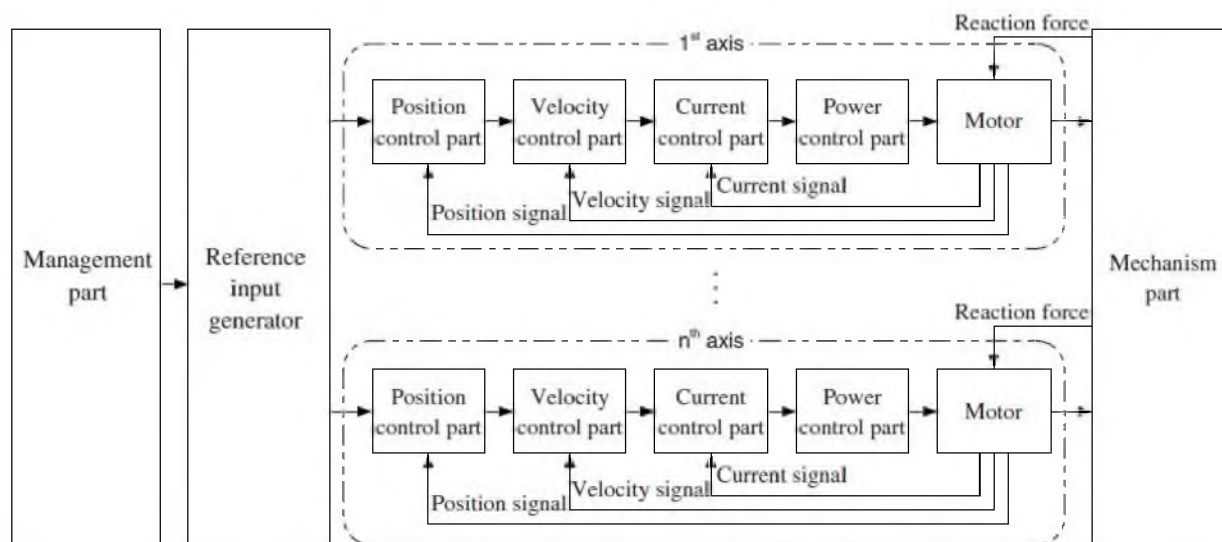 Management
part
Reference
input
generator
1st axis
Reaction force
Position
control part
Velocity
control part
Current
control part
Power
control part
Motor
Current signal
Velocity signal
Position signal
Mechanism
part
nth axis
Reaction force
Position
control part
Velocity
control part
Current
control part
Power
control part
Motor
Current signal
Velocity signal
Position signal